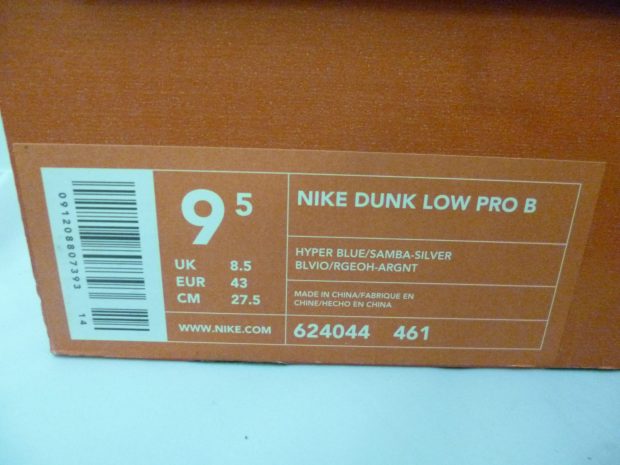 091208807393
14
9 5
UK 8.5
EUR 43
CM 27.5
WWW.NIKE.COM
NIKE DUNK LOW PRO B
HYPER BLUE/SAMBA-SILVER
BLVIO/RGEOH-ARGNT
MADE IN CHINA/FABRIQUE EN
CHINE/HECHO EN CHINA
624044 461